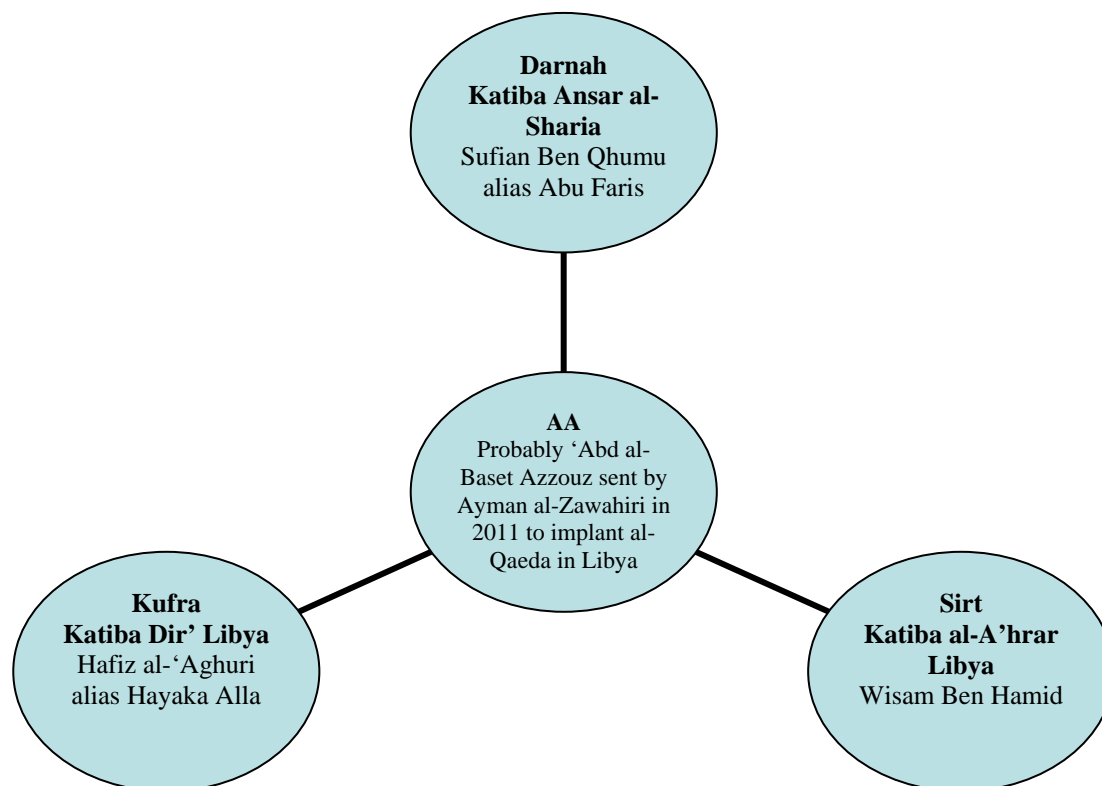 Darnah
Katiba Ansar al-
Sharia
Sufian Ben Qhumu
alias Abu Faris
AA
Probably ‘Abd al-
Baset Azzouz sent by
Ayman al-Zawahiri in
2011 to implant al-
Qaeda in Libya
Kufra
Katiba Dir’ Libya
Hafiz al-‘Aghuri
alias Hayaka Alla
Sirt
Katiba al-A’hrar
Libya
Wisam Ben Hamid